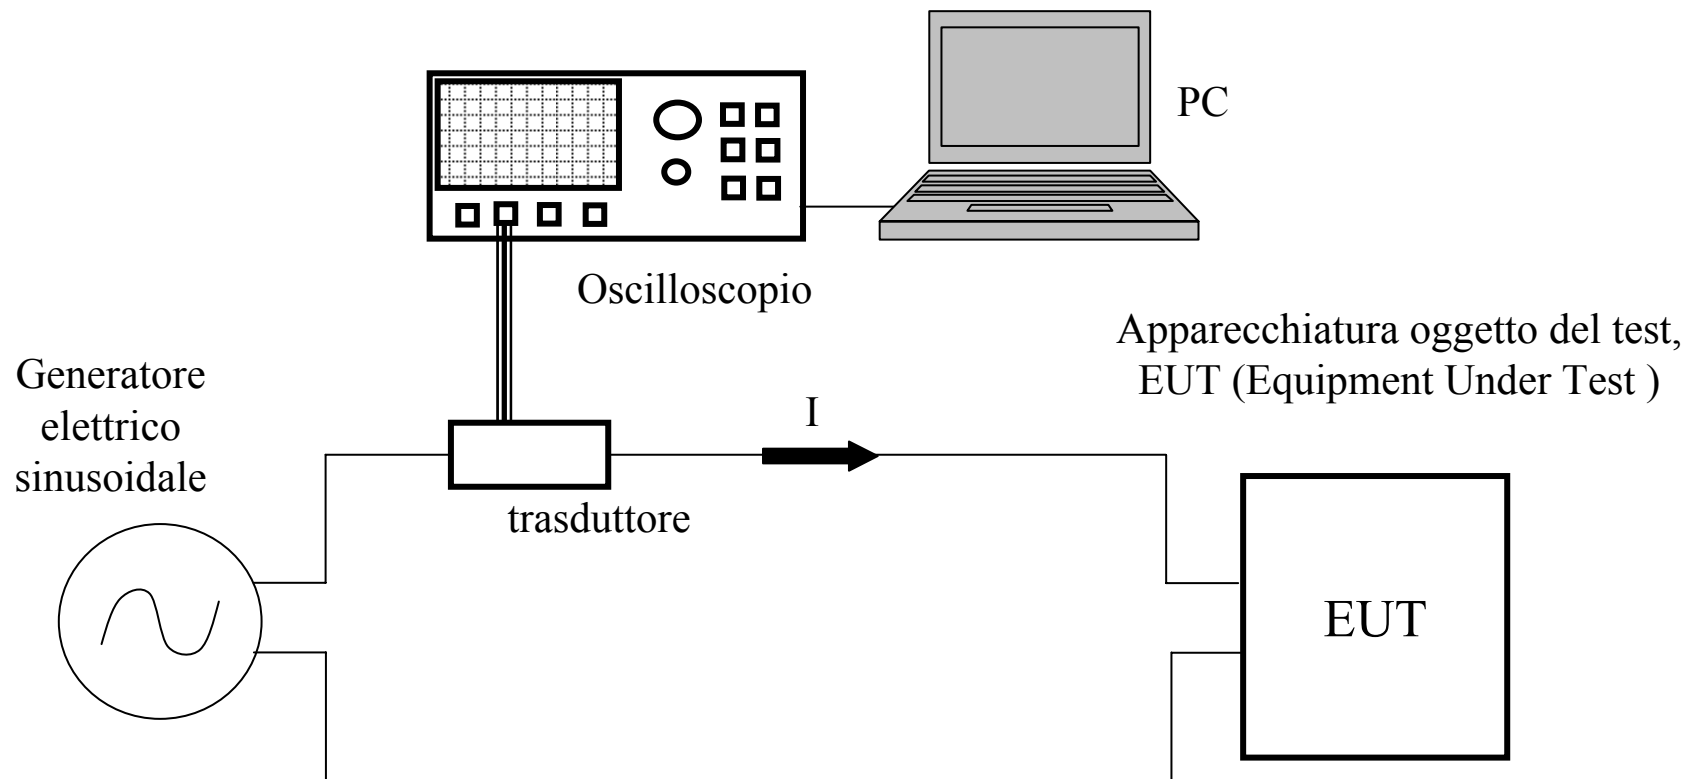 PC
Oscilloscopio
Apparecchiatura oggetto del test,
EUT (Equipment Under Test )
Generatore
elettrico
sinusoidale
I
trasduttore
EUT